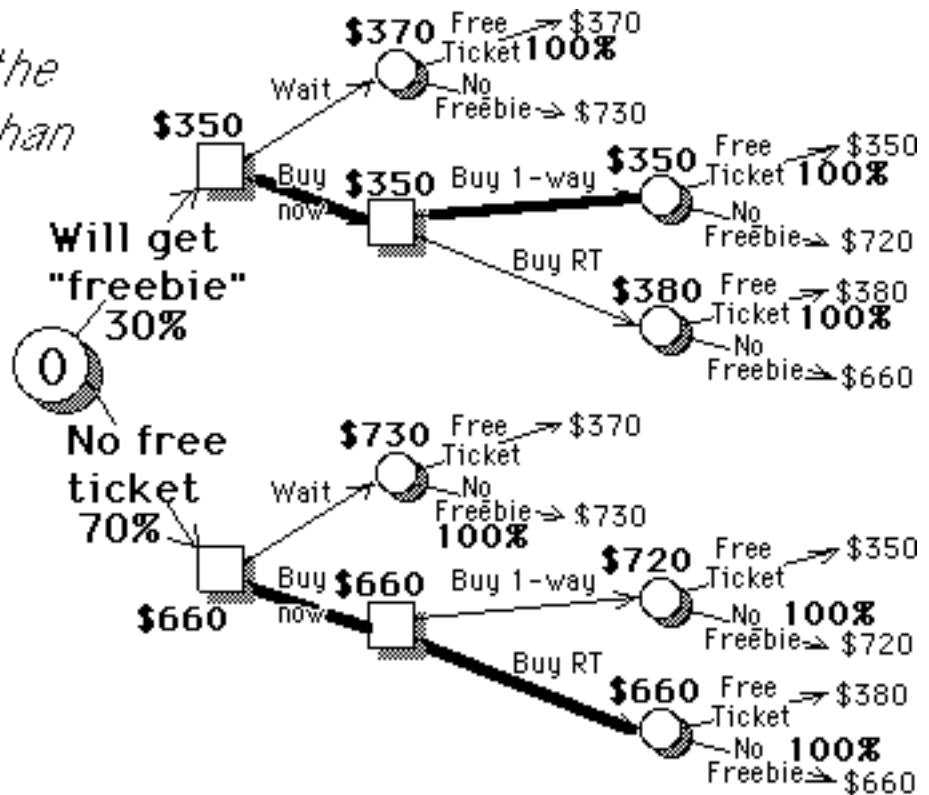 the
han
$370
Free
Ticket 100%
$370
Wait
No
Freebie
$730
$350
Buy
now
$350
Buy 1-way
$350
Free
Ticket 100%
$350
No
Freebie
$720
Buy RT
$380
Free
Ticket 100%
$380
No
Freebie
$660
Will get
"freebie"
30%
0
No free
ticket
70%
$730
Free
Ticket
$370
Wait
No
Freebie
100%
$730
$660
Buy
now
$660
Buy 1-way
$720
Free
Ticket
$350
No 100%
Freebie
$720
Buy RT
$660
Free
Ticket
$380
No 100%
Freebie
$660